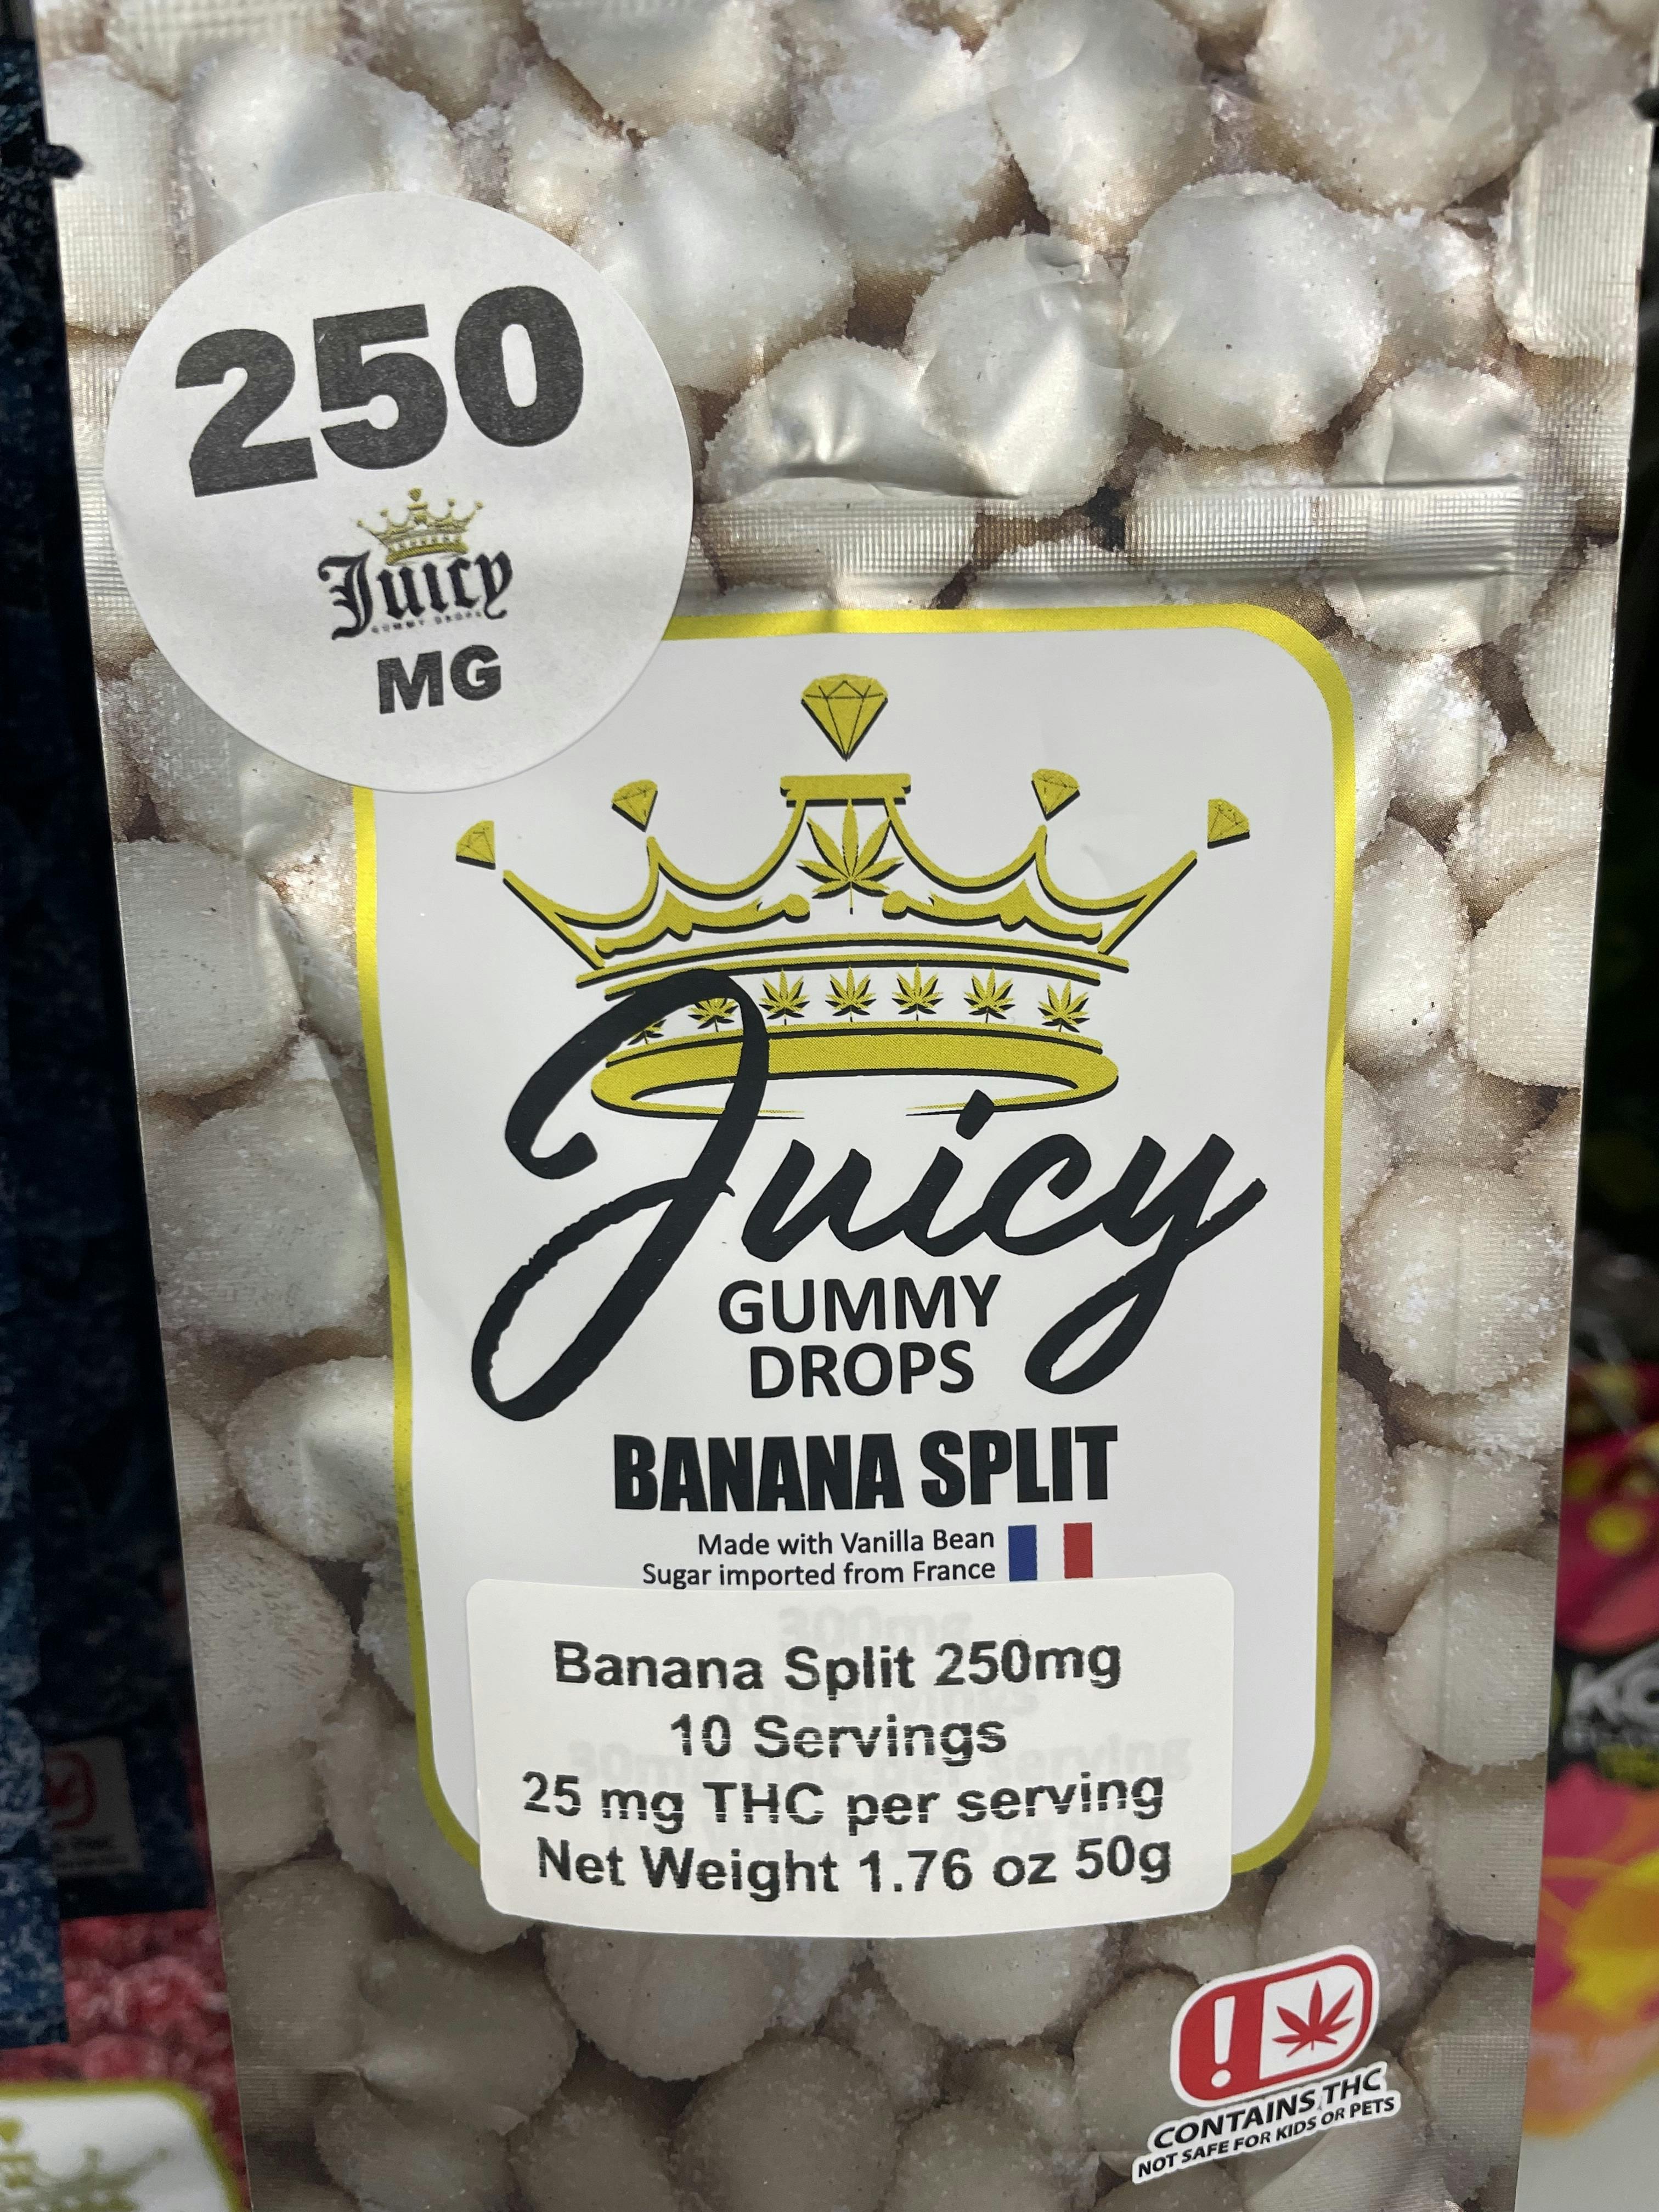 250
Juicy
GUMMY DROPS
MG
Juicy
GUMMY
DROPS
BANANA SPLIT
Made with Vanilla Bean
Sugar imported from France
300mg
Banana Split 250mg
10 Servings
25 mg THC per serving
Net Weight 1.76 oz 50g
!
CONTAINS THC
NOT SAFE FOR KIDS OR PETS